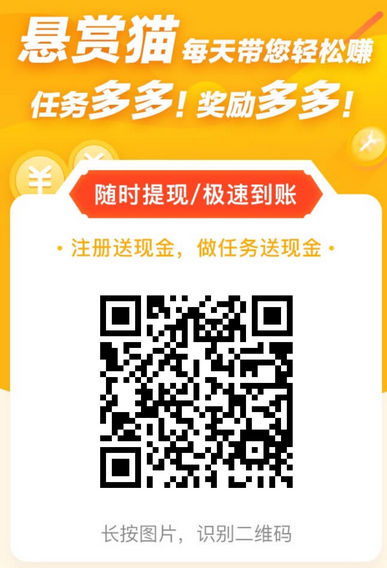 悬赏猫 每天带您轻松赚
任务多多！奖励多多！
¥
随时提现/极速到账
• 注册送现金，做任务送现金 •
长按图片，识别二维码